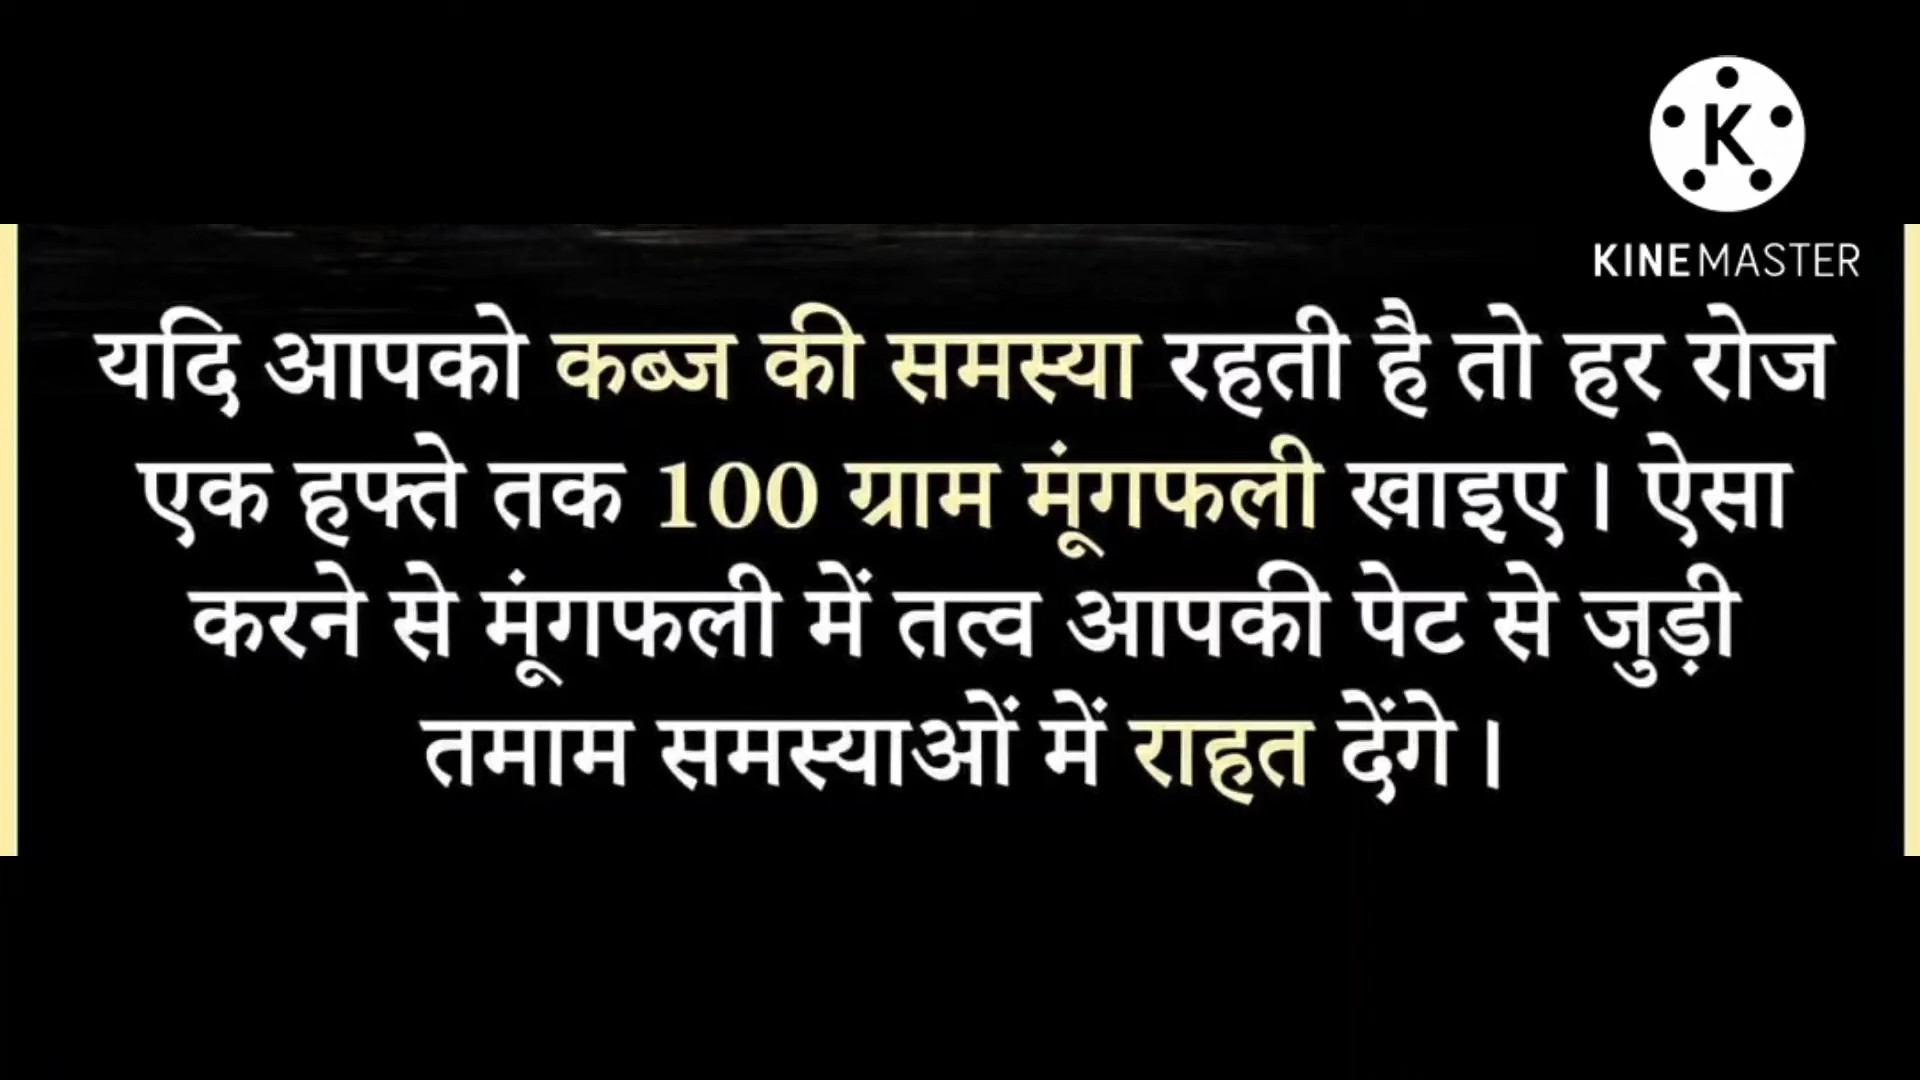 K
KINEMASTER
यदि आपको कब्ज की समस्या रहती है तो हर रोज
एक हफ्ते तक 100 ग्राम मूंगफली खाइए। ऐसा
करने से मूंगफली में तत्व आपकी पेट से जुड़ी
तमाम समस्याओं में राहत देंगे।